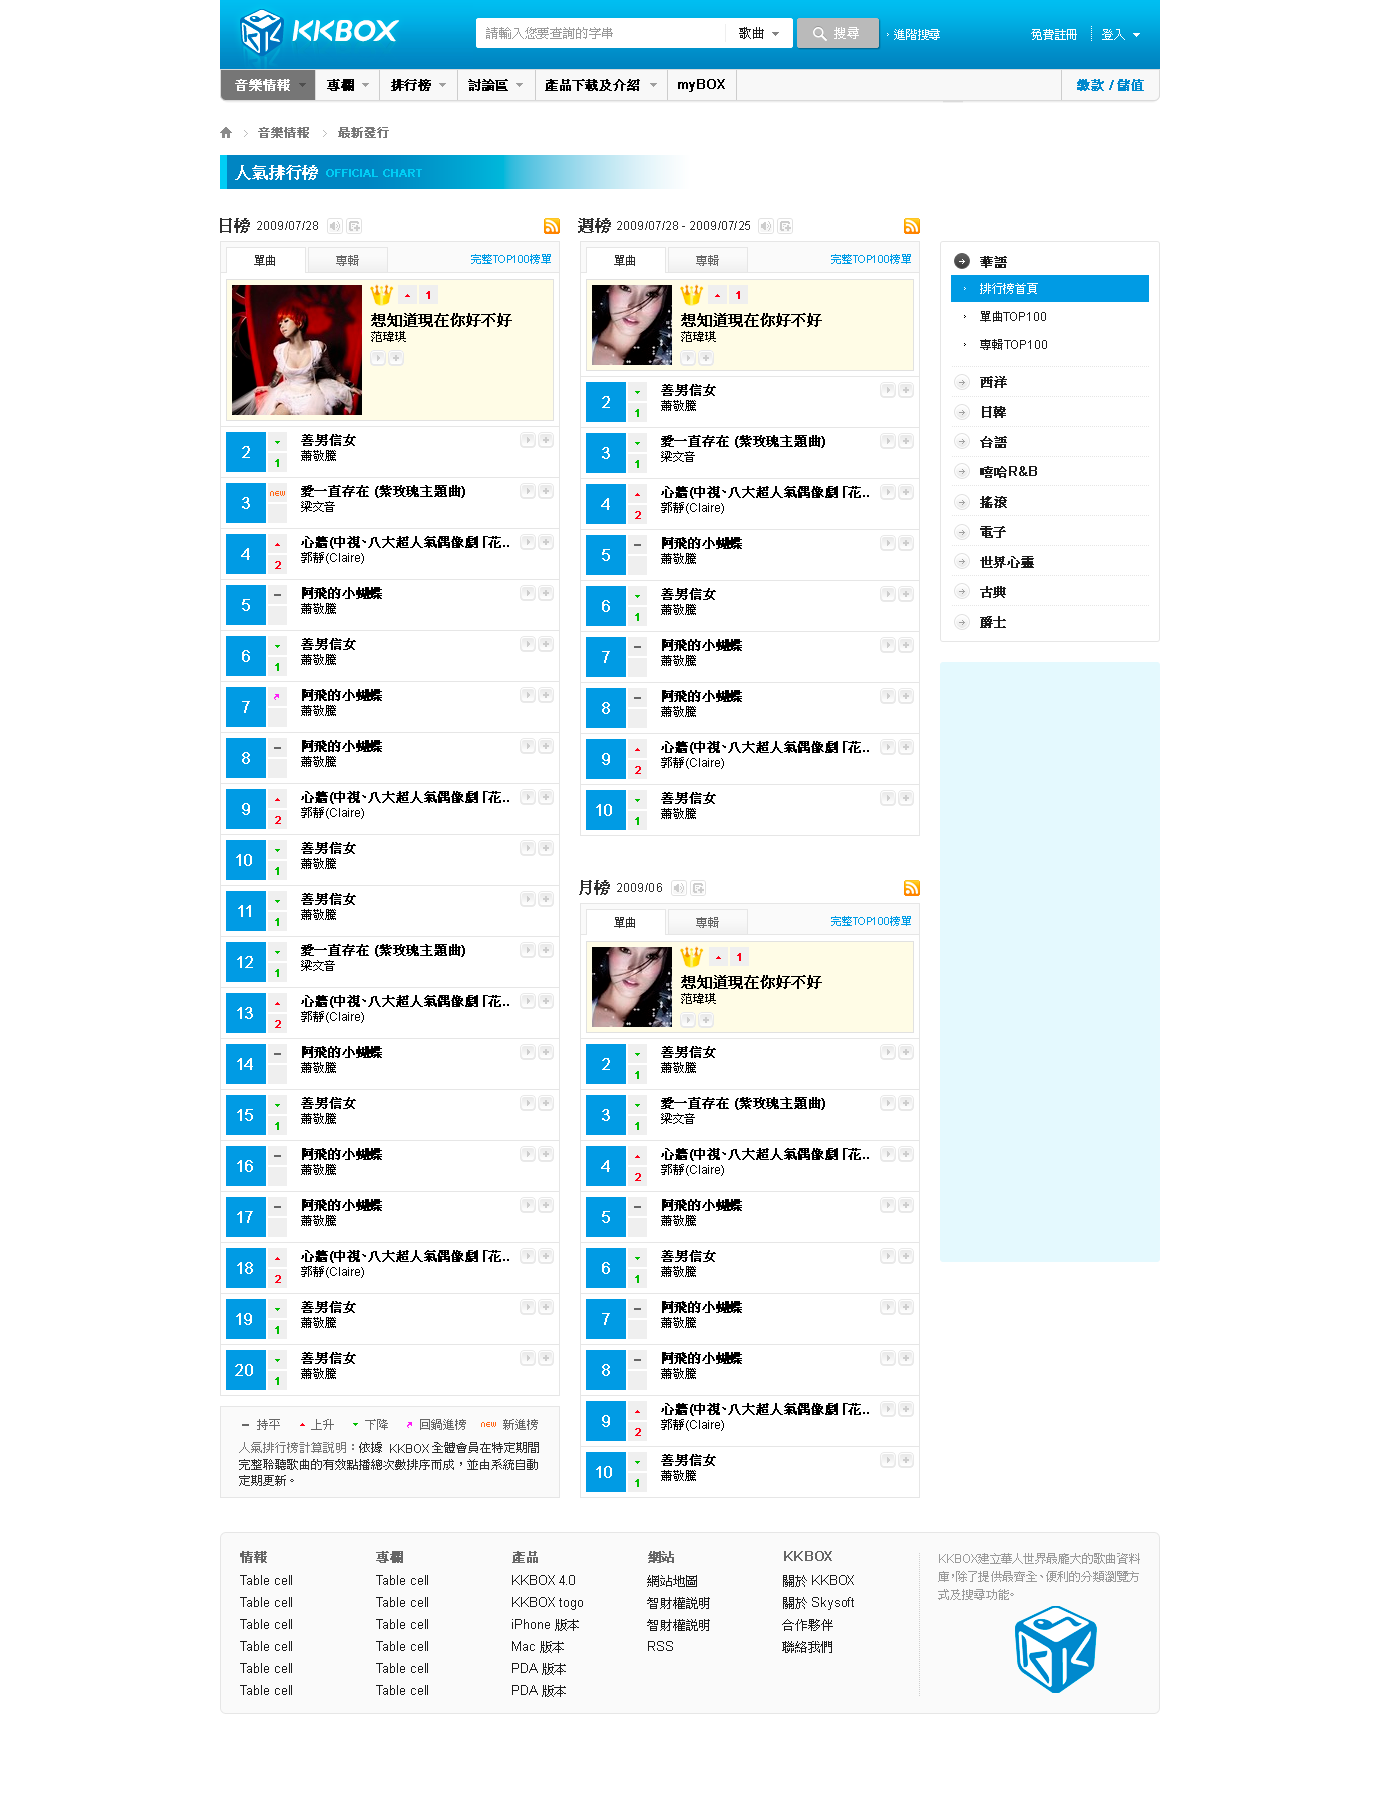 KKBOX
請輸入您要查詢的字串
歌曲
搜尋
進階搜尋
免費註冊
登入
音樂情報
專欄
排行榜
討論區
產品下載及介紹
myBOX
繳款 / 儲值
音樂情報
最新發行
人氣排行榜 OFFICIAL CHART
日榜 2009/07/28
單曲
專輯
完整TOP100榜單
1
想知道現在你好不好
范瑋琪
2
1
善男信女
蕭敬騰
3
new
愛一直存在 (紫玫瑰主題曲)
梁文音
4
2
心牆(中視、八大超人氣偶像劇「花..
郭靜(Claire)
5
阿飛的小蝴蝶
蕭敬騰
6
1
善男信女
蕭敬騰
7
阿飛的小蝴蝶
蕭敬騰
8
阿飛的小蝴蝶
蕭敬騰
9
2
心牆(中視、八大超人氣偶像劇「花..
郭靜(Claire)
10
1
善男信女
蕭敬騰
11
1
善男信女
蕭敬騰
12
1
愛一直存在 (紫玫瑰主題曲)
梁文音
13
2
心牆(中視、八大超人氣偶像劇「花..
郭靜(Claire)
14
阿飛的小蝴蝶
蕭敬騰
15
1
善男信女
蕭敬騰
16
阿飛的小蝴蝶
蕭敬騰
17
阿飛的小蝴蝶
蕭敬騰
18
2
心牆(中視、八大超人氣偶像劇「花..
郭靜(Claire)
19
1
善男信女
蕭敬騰
20
1
善男信女
蕭敬騰
持平 上升 下降 回鍋進榜 new 新進榜
人氣排行榜計算說明：依據 KKBOX 全體會員在特定期間
完整聆聽歌曲的有效點播總次數排序而成，並由系統自動
定期更新。
週榜 2009/07/28 - 2009/07/25
單曲
專輯
完整TOP100榜單
1
想知道現在你好不好
范瑋琪
2
1
善男信女
蕭敬騰
3
1
愛一直存在 (紫玫瑰主題曲)
梁文音
4
2
心牆(中視、八大超人氣偶像劇「花..
郭靜(Claire)
5
阿飛的小蝴蝶
蕭敬騰
6
1
善男信女
蕭敬騰
7
阿飛的小蝴蝶
蕭敬騰
8
阿飛的小蝴蝶
蕭敬騰
9
2
心牆(中視、八大超人氣偶像劇「花..
郭靜(Claire)
10
1
善男信女
蕭敬騰
月榜 2009/06
單曲
專輯
完整TOP100榜單
1
想知道現在你好不好
范瑋琪
2
1
善男信女
蕭敬騰
3
1
愛一直存在 (紫玫瑰主題曲)
梁文音
4
2
心牆(中視、八大超人氣偶像劇「花..
郭靜(Claire)
5
阿飛的小蝴蝶
蕭敬騰
6
1
善男信女
蕭敬騰
7
阿飛的小蝴蝶
蕭敬騰
8
阿飛的小蝴蝶
蕭敬騰
9
2
心牆(中視、八大超人氣偶像劇「花..
郭靜(Claire)
10
1
善男信女
蕭敬騰
華語
排行榜首頁
單曲TOP100
專輯TOP100
西洋
日韓
台語
嘻哈R&B
搖滾
電子
世界心靈
古典
爵士
情報
Table cell
Table cell
Table cell
Table cell
Table cell
Table cell
專欄
Table cell
Table cell
Table cell
Table cell
Table cell
Table cell
產品
KKBOX 4.0
KKBOX togo
iPhone 版本
Mac 版本
PDA 版本
PDA 版本
網站
網站地圖
智財權說明
智財權說明
RSS
KKBOX
關於 KKBOX
關於 Skysoft
合作夥伴
聯絡我們
KKBOX建立華人世界最龐大的歌曲資料
庫，除了提供最齊全、便利的分類瀏覽方
式及搜尋功能。